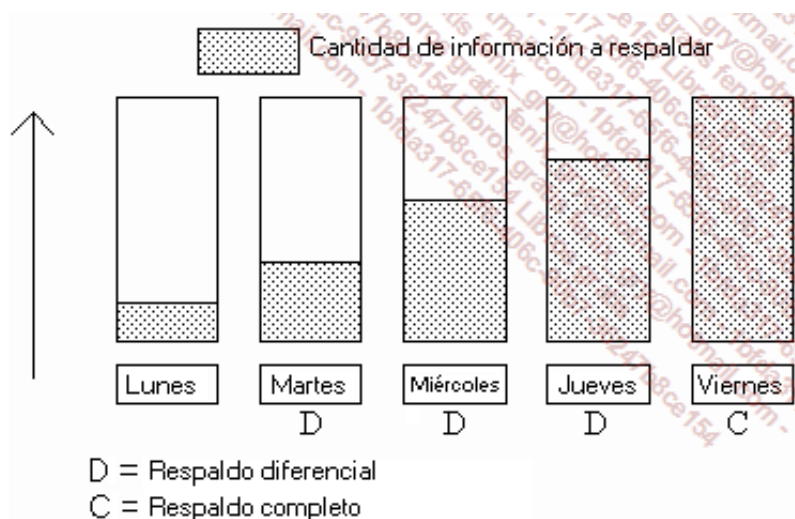 Cantidad de información a respaldar
Lunes Martes Miércoles Jueves Viernes
D D D C
D = Respaldo diferencial
C = Respaldo completo